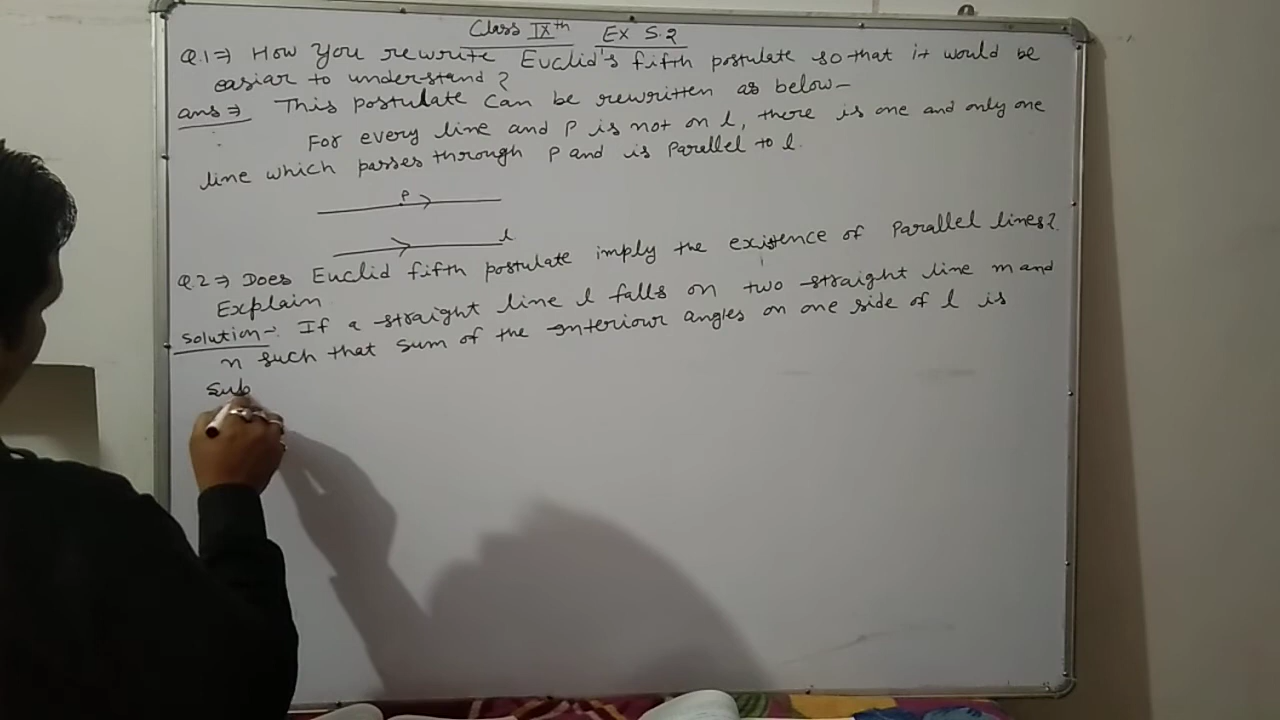 Class IXth Ex 5.2
Q.1⇒ How you rewrite Euclid's fifth postulate so that it would be
easiar to understand?
ans ⇒ This postulate can be rewritten as below-
For every line and P is not on l, there is one and only one
line which passes through P and is parallel to l.
P
l
Q.2⇒ Does Euclid fifth postulate imply the existence of Parallel lines?
Explain
Solution-: If a straight line l falls on two straight line m and
n such that sum of the interiour angles on one side of l is
Sub